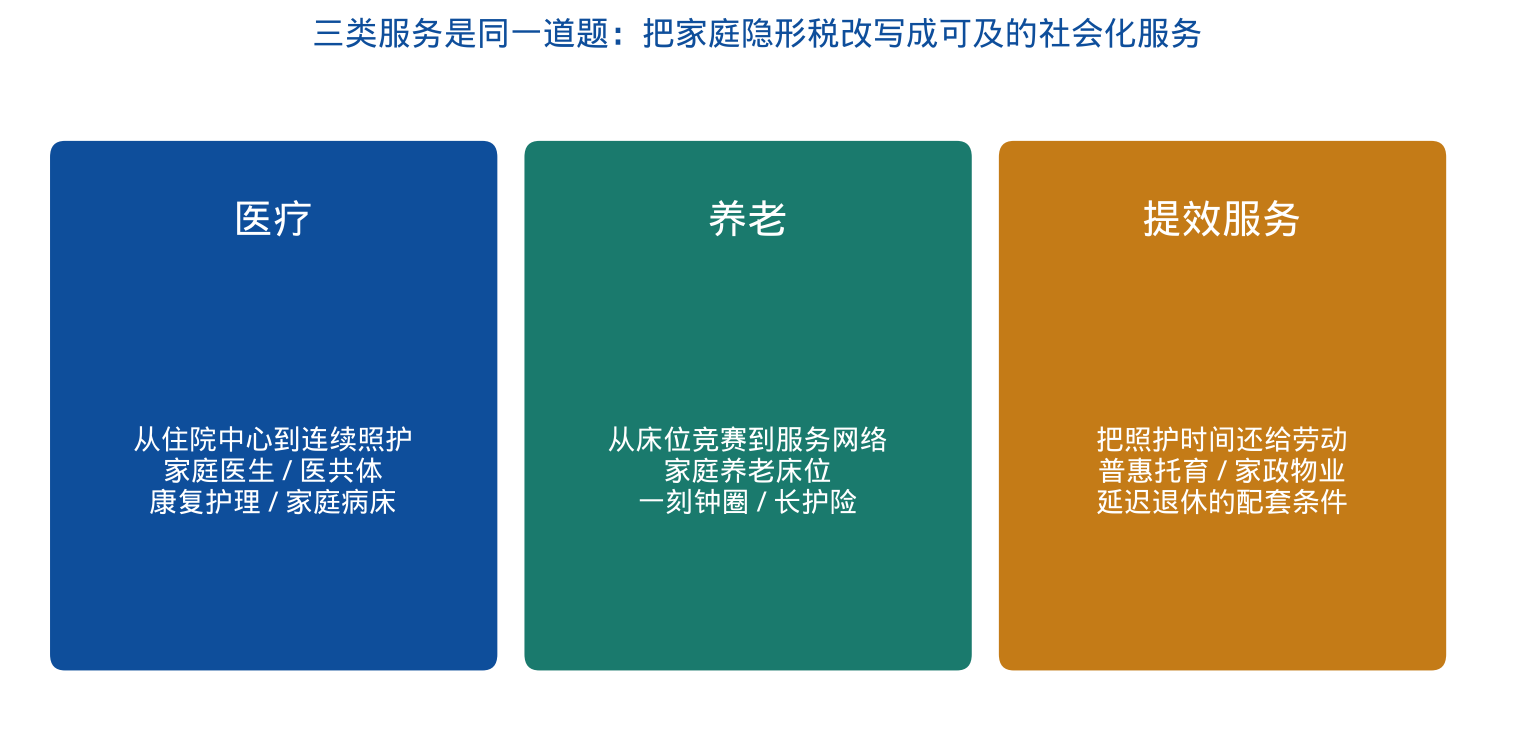 三类服务是同一道题：把家庭隐形税改写成可及的社会化服务
医疗
从住院中心到连续照护
家庭医生 / 医共体
康复护理 / 家庭病床
养老
从床位竞赛到服务网络
家庭养老床位
一刻钟圈 / 长护险
提效服务
把照护时间还给劳动
普惠托育 / 家政物业
延迟退休的配套条件